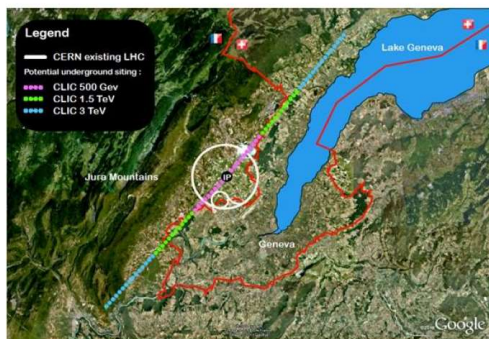 Legend
CERN existing LHC
Potential underground siting :
CLIC 500 Gev
CLIC 1.5 TeV
CLIC 3 TeV
Lake Geneva
Jura Mountains
IP
Geneva
Google